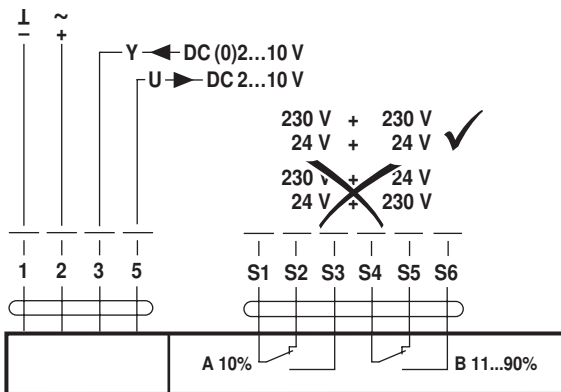 ⊥ ~
− +
Y DC (0)2...10 V
U DC 2...10 V
230 V + 230 V
24 V + 24 V
230 V + 24 V
24 V + 230 V
1 2 3 5 S1 S2 S3 S4 S5 S6
A 10% B 11...90%